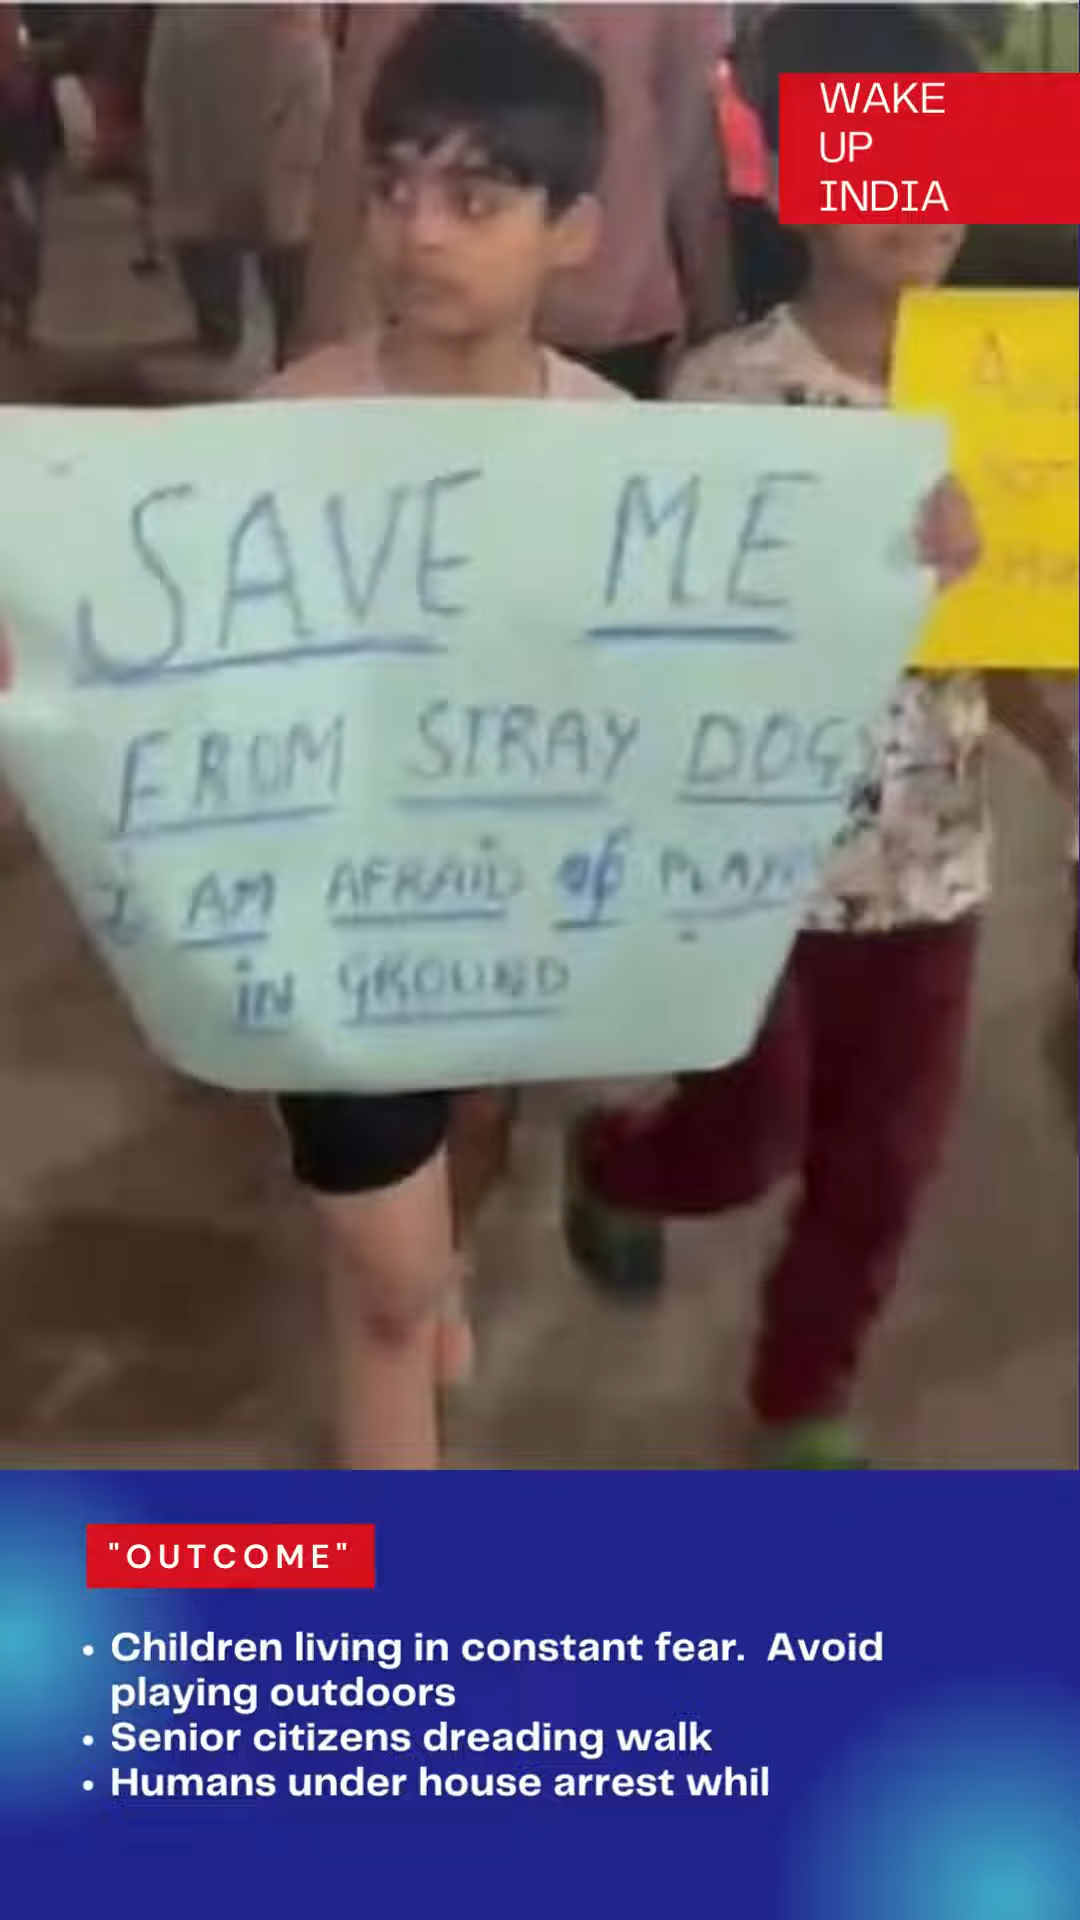 WAKE
UP
INDIA
SAVE ME
FROM STRAY DOGS
I AM AFRAID of PLAY
in GROUND
"OUTCOME"
• Children living in constant fear. Avoid
playing outdoors
• Senior citizens dreading walk
• Humans under house arrest whil